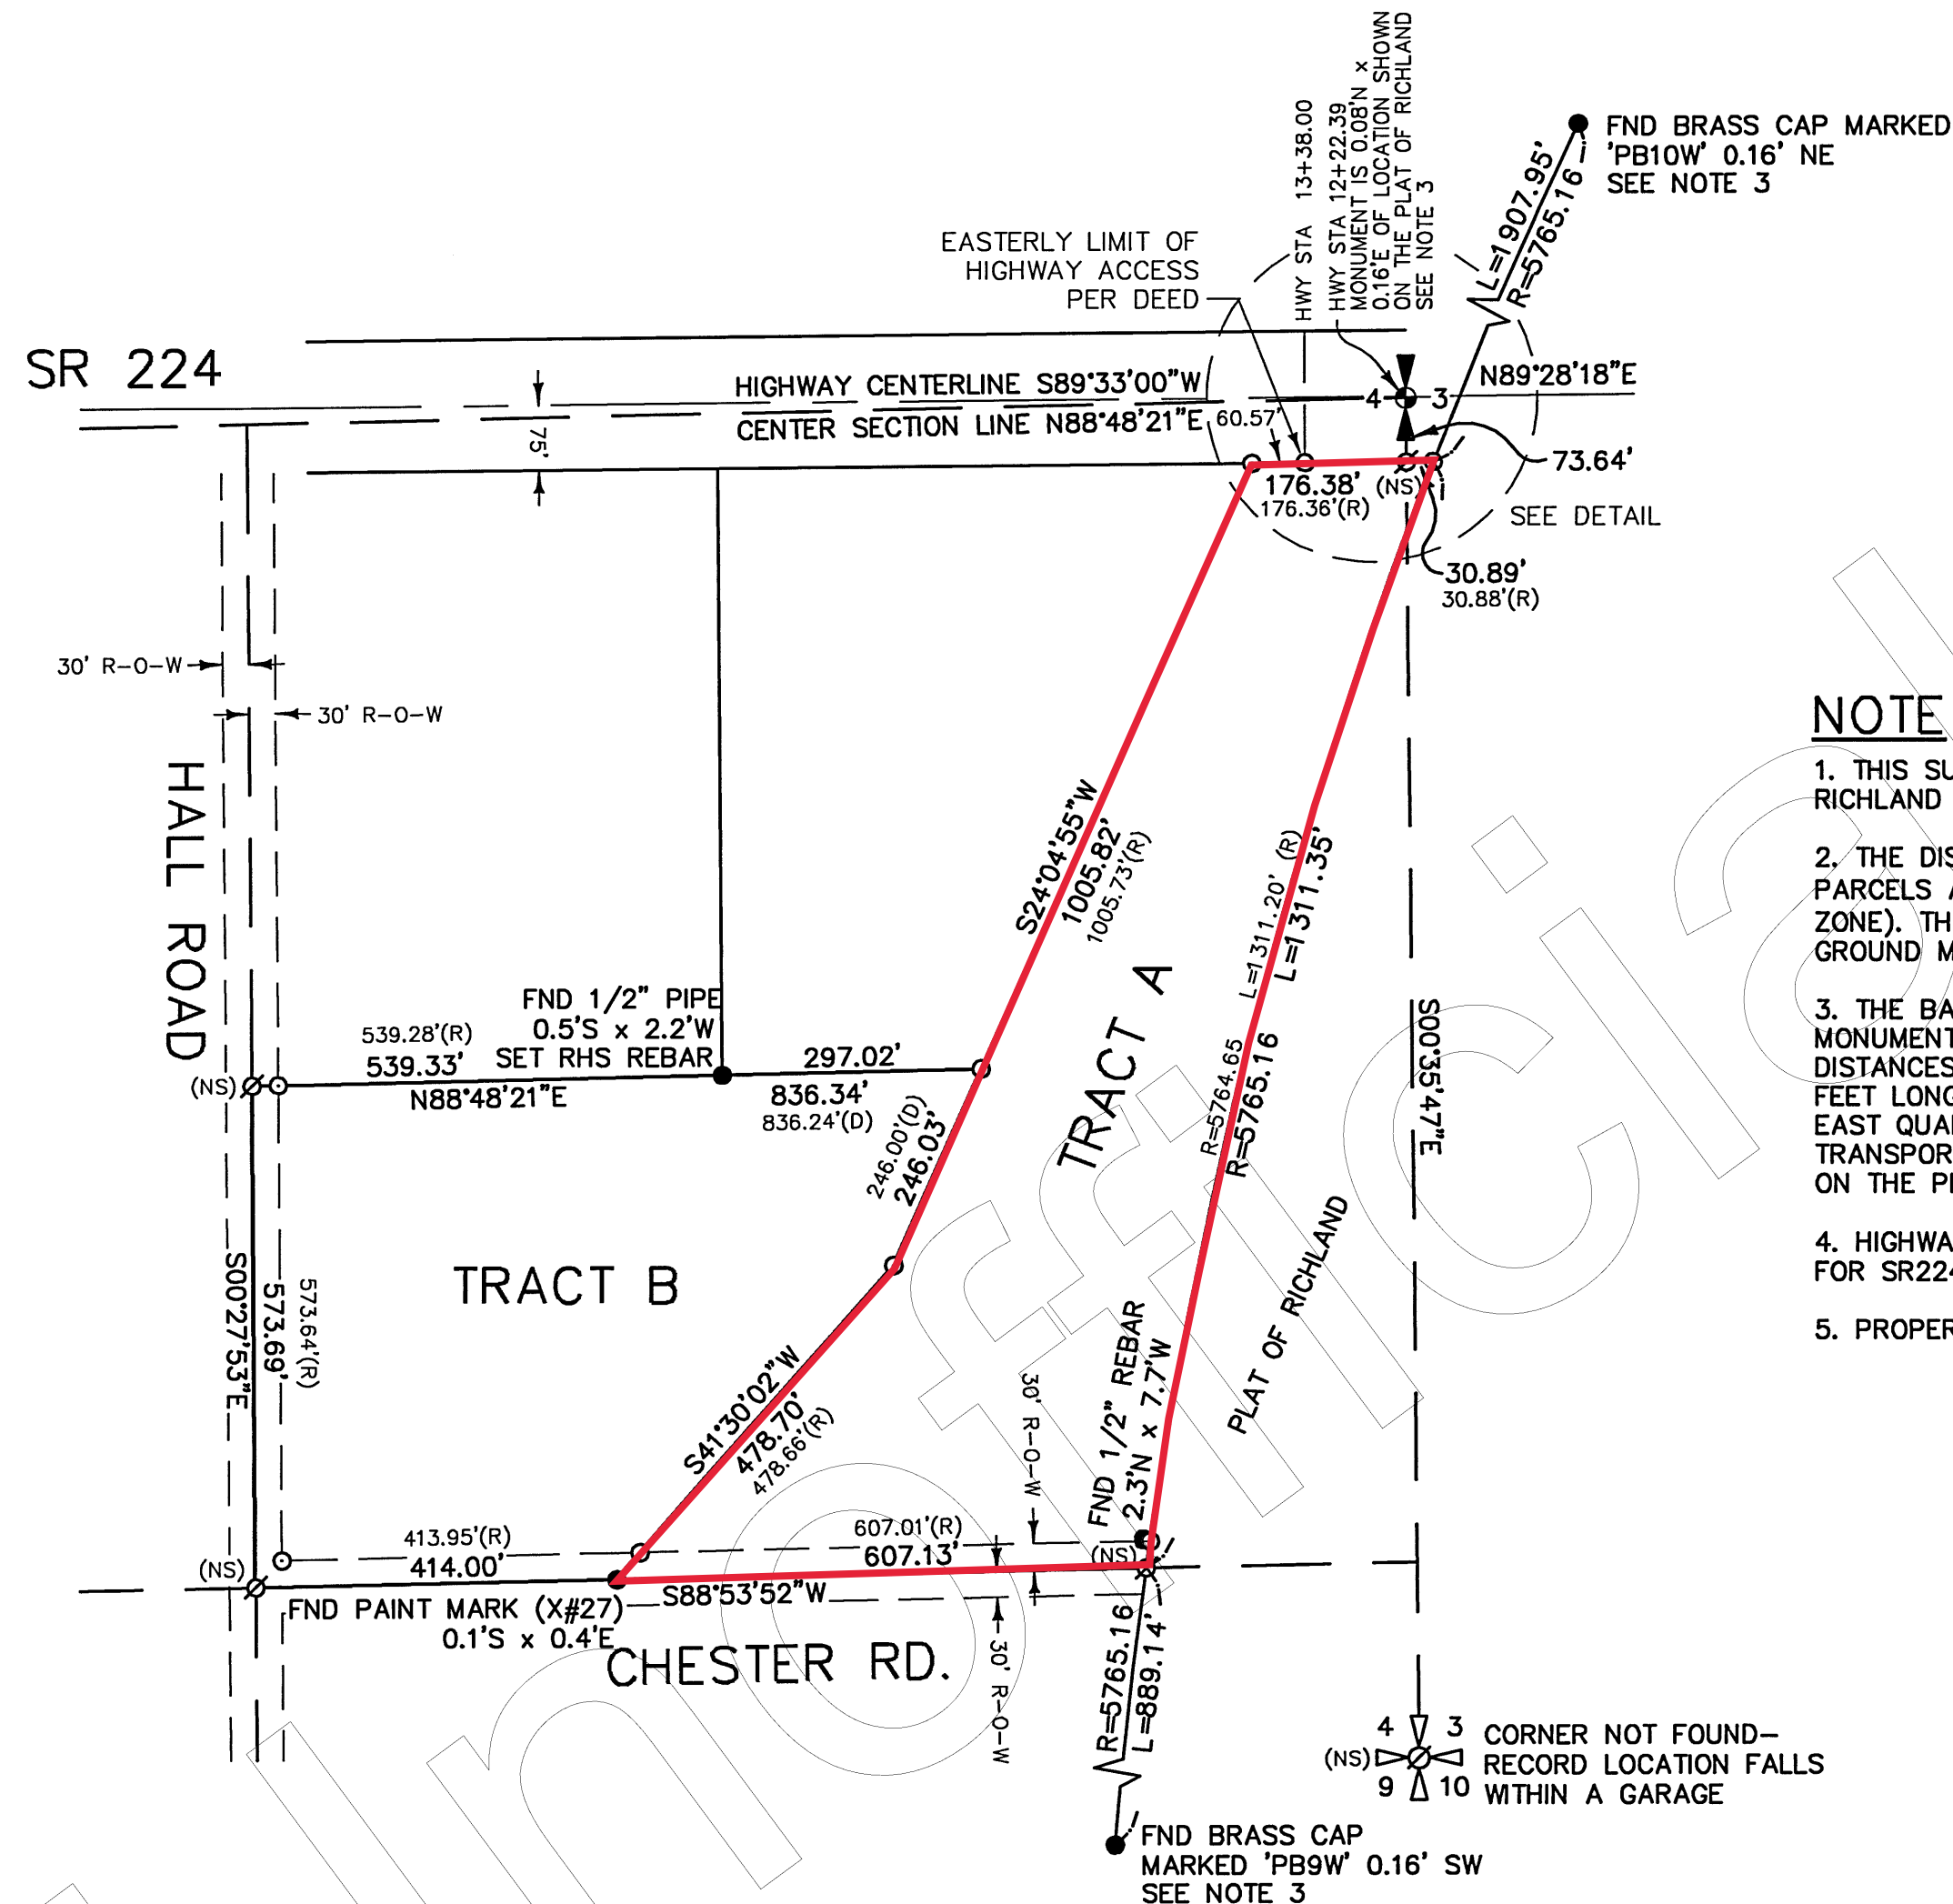 HWY STA 13+38.00
HWY STA 12+22.39
MONUMENT IS 0.08'N x
0.16'E OF LOCATION SHOWN
ON THE PLAT OF RICHLAND
SEE NOTE 3
FND BRASS CAP MARKED
'PB10W' 0.16' NE
SEE NOTE 3
L=1907.95'
R=5765.16
EASTERLY LIMIT OF
HIGHWAY ACCESS
PER DEED
SR 224
HIGHWAY CENTERLINE S89°33'00"W
CENTER SECTION LINE N88°48'21"E
75'
60.57'
4
3
N89°28'18"E
73.64'
176.38'
(NS)
176.36'(R)
SEE DETAIL
30.89'
30.88'(R)
30' R-O-W
30' R-O-W
HALL ROAD
S24°04'55"W
1005.82'
1005.73'(R)
L=1311.20' (R)
L=1311.35'
R=5764.65
R=5765.16
TRACT A
S00°35'47"E
FND 1/2" PIPE
0.5'S x 2.2'W
SET RHS REBAR
539.28'(R)
539.33'
N88°48'21"E
(NS)
297.02'
836.34'
836.24'(D)
246.00'(D)
246.03'
TRACT B
S00°27'53"E
573.69'
573.64'(R)
S41°30'02"W
478.70'
478.66'(R)
FND 1/2" REBAR
2.3'N x 7.7'W
PLAT OF RICHLAND
30' R-O-W
413.95'(R)
414.00'
(NS)
607.01'(R)
607.13'
(NS)
S88°53'52"W
FND PAINT MARK (X#27)
0.1'S x 0.4'E
CHESTER RD.
30' R-O-W
R=5765.16
L=889.14'
4
3
(NS)
9
10
CORNER NOT FOUND-
RECORD LOCATION FALLS
WITHIN A GARAGE
FND BRASS CAP
MARKED 'PB9W' 0.16' SW
SEE NOTE 3
NOTE
1. THIS SU
RICHLAND
2. THE DIS
PARCELS A
ZONE). TH
GROUND M
3. THE BA
MONUMENT
DISTANCES
FEET LONG
EAST QUA
TRANSPOR
ON THE P
4. HIGHWA
FOR SR224
5. PROPER
Unofficial